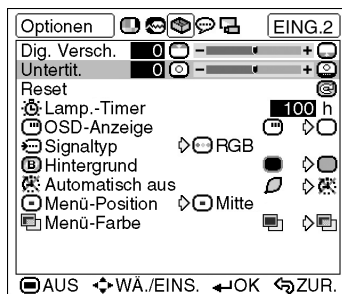 Optionen EING.2
Dig. Versch. 0 - +
Untertit. 0 - +
Reset
Lamp.-Timer 100 h
OSD-Anzeige
Signaltyp RGB
B Hintergrund
Automatisch aus
Menü-Position Mitte
Menü-Farbe
AUS WÄ./EINS. OK ZUR.